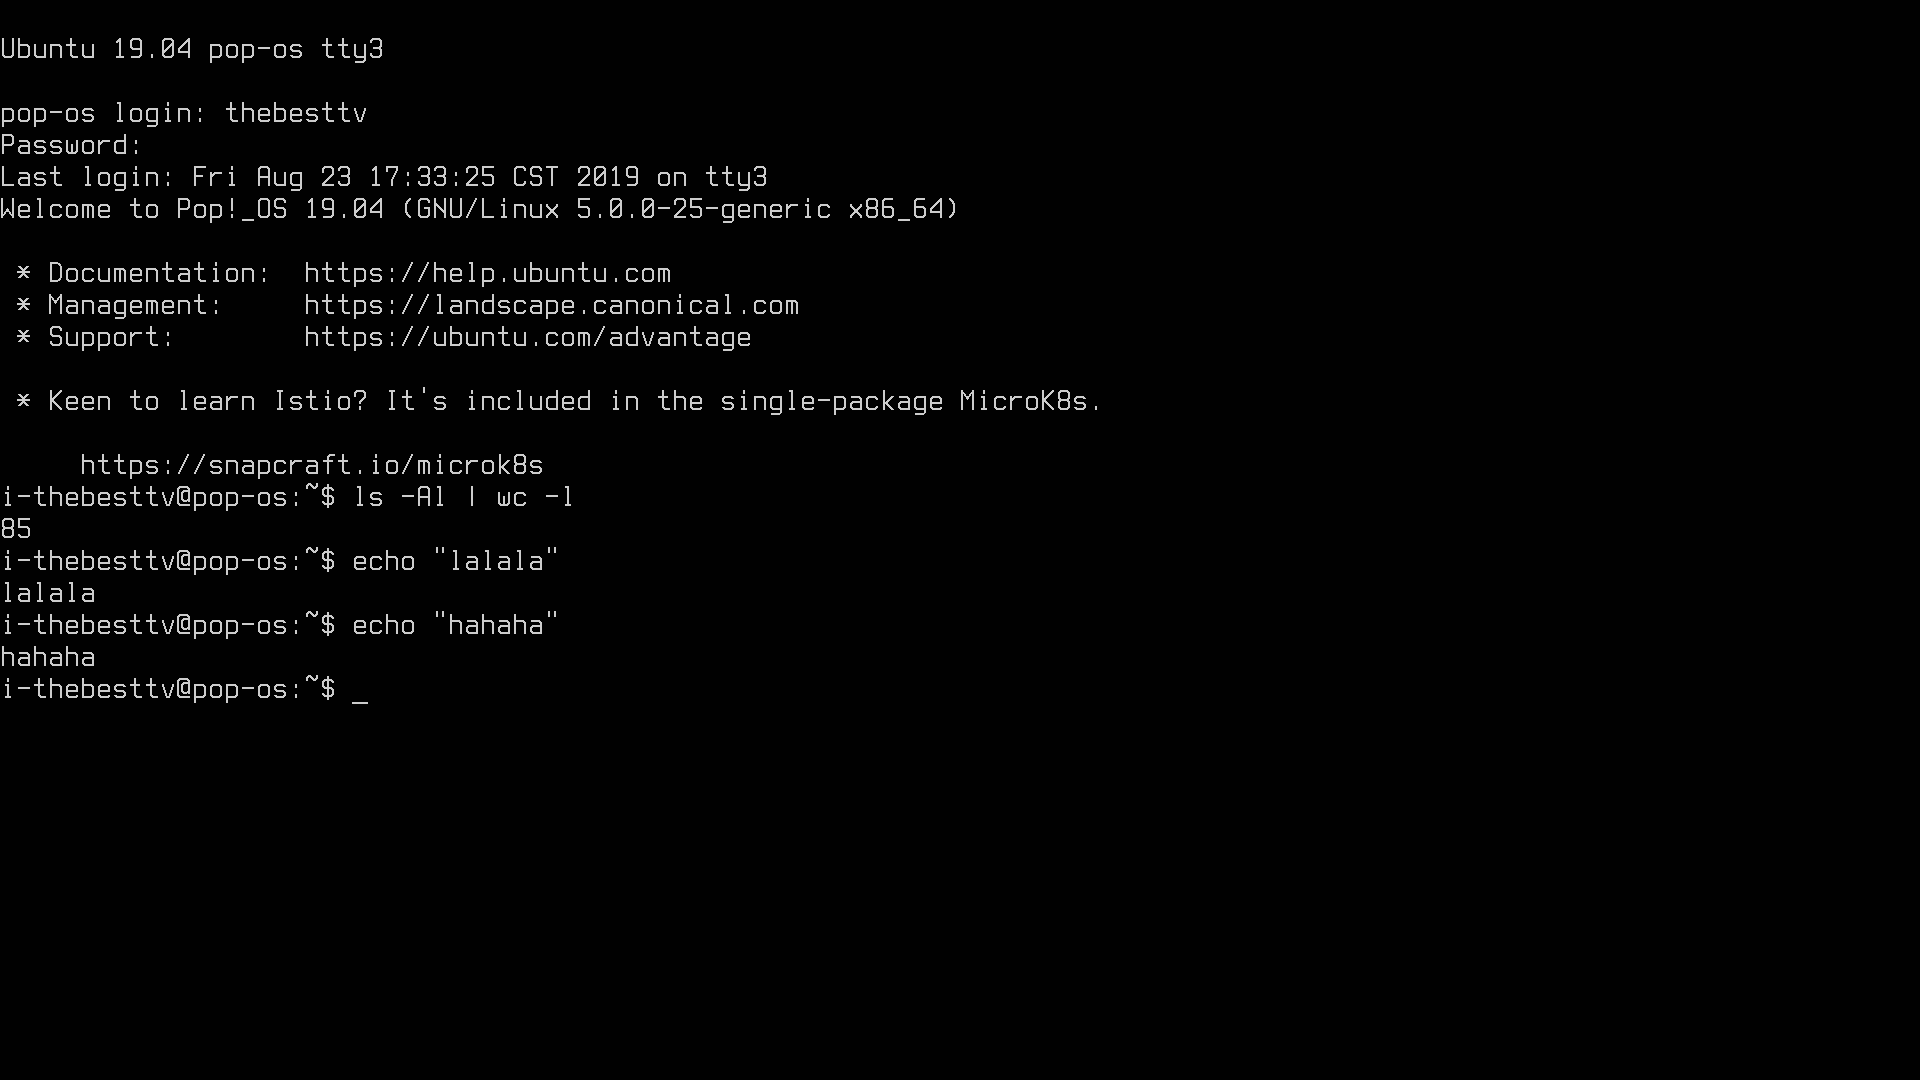 Ubuntu 19.04 pop-os tty3
pop-os login: thebesttv
Password:
Last login: Fri Aug 23 17:33:25 CST 2019 on tty3
Welcome to Pop!_OS 19.04 (GNU/Linux 5.0.0-25-generic x86_64)
 * Documentation:  https://help.ubuntu.com
 * Management:     https://landscape.canonical.com
 * Support:        https://ubuntu.com/advantage
 * Keen to learn Istio? It's included in the single-package MicroK8s.
     https://snapcraft.io/microk8s
i-thebesttv@pop-os:~$ ls -Al | wc -l
85
i-thebesttv@pop-os:~$ echo "lalala"
lalala
i-thebesttv@pop-os:~$ echo "hahaha"
hahaha
i-thebesttv@pop-os:~$ _